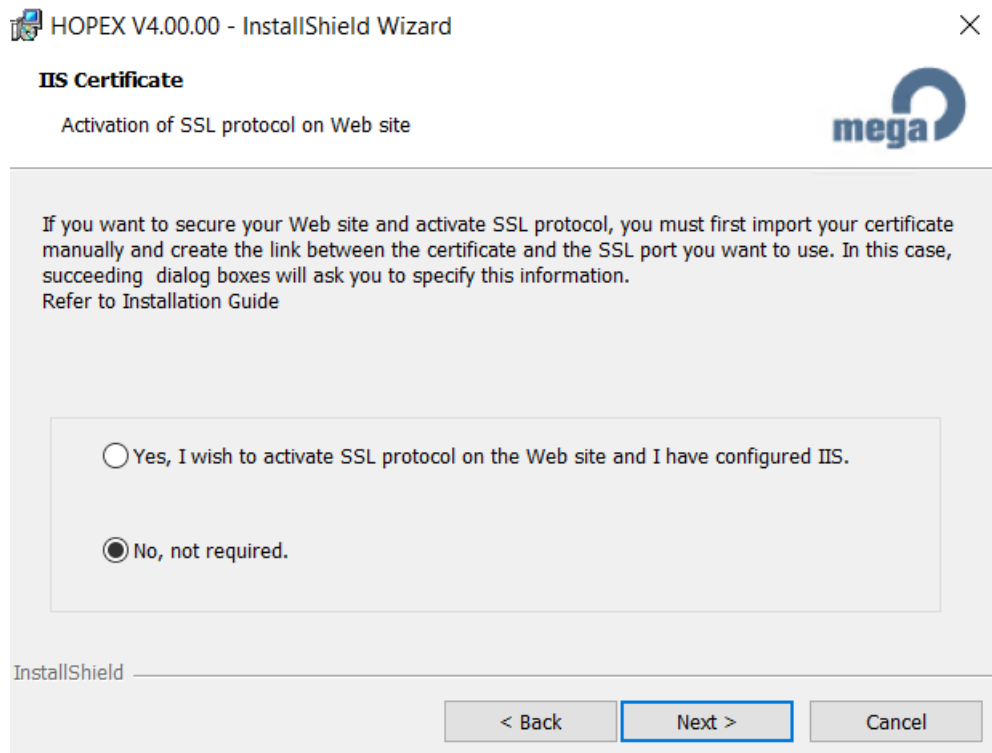 HOPEX V4.00.00 - InstallShield Wizard
IIS Certificate
Activation of SSL protocol on Web site
mega
If you want to secure your Web site and activate SSL protocol, you must first import your certificate
manually and create the link between the certificate and the SSL port you want to use. In this case,
succeeding  dialog boxes will ask you to specify this information.
Refer to Installation Guide
Yes, I wish to activate SSL protocol on the Web site and I have configured IIS.
No, not required.
InstallShield
< Back
Next >
Cancel